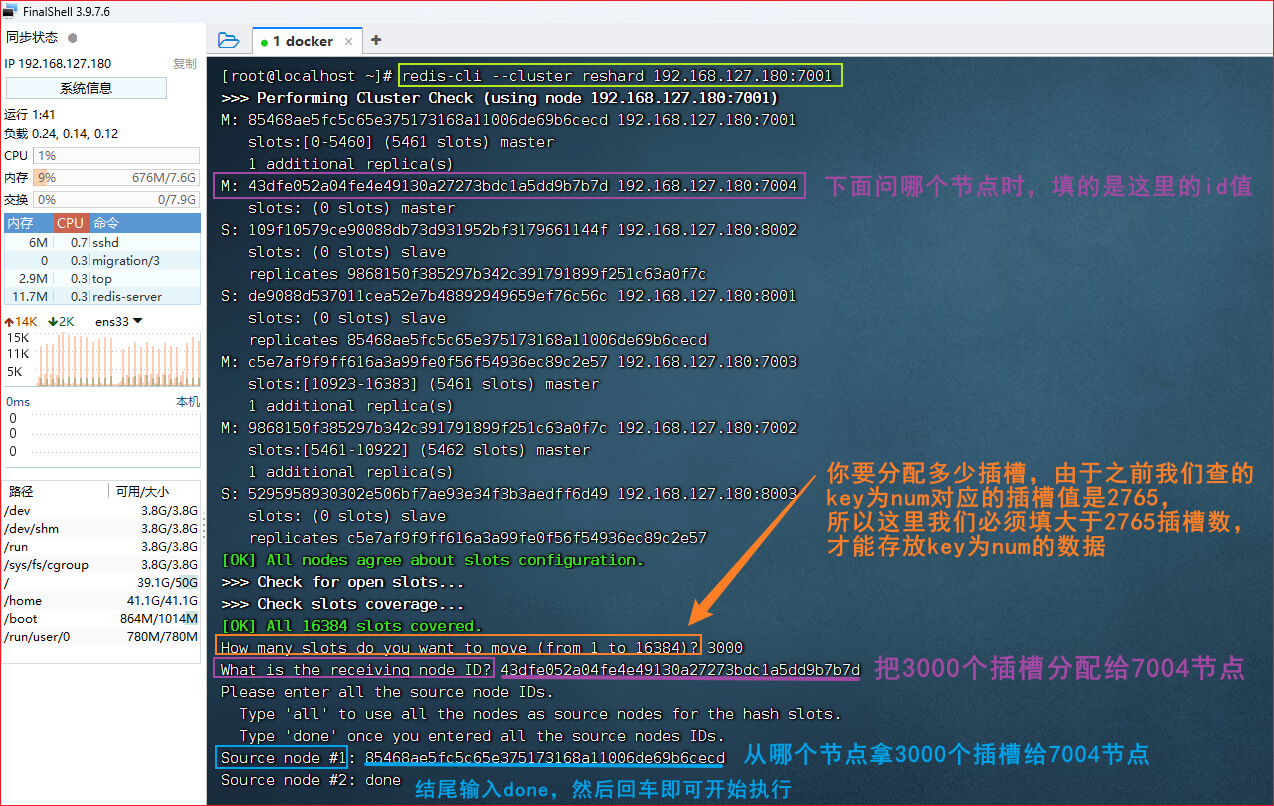 FinalShell 3.9.7.6
同步状态
IP 192.168.127.180 复制
系统信息
运行 1:41
负载 0.24, 0.14, 0.12
CPU 1%
内存 9% 676M/7.6G
交换 0% 0/7.9G
内存 CPU 命令
6M 0.7 sshd
0 0.3 migration/3
2.9M 0.3 top
11.7M 0.3 redis-server
14K 2K ens33
15K
11K
5K
0ms 本机
0
0
0
路径 可用/大小
/dev 3.8G/3.8G
/dev/shm 3.8G/3.8G
/run 3.8G/3.8G
/sys/fs/cgroup 3.8G/3.8G
/ 39.1G/50G
/home 41.1G/41.1G
/boot 864M/1014M
/run/user/0 780M/780M
1 docker × +
[root@localhost ~]# redis-cli --cluster reshard 192.168.127.180:7001
>>> Performing Cluster Check (using node 192.168.127.180:7001)
M: 85468ae5fc5c65e375173168a11006de69b6cecd 192.168.127.180:7001
slots:[0-5460] (5461 slots) master
1 additional replica(s)
M: 43dfe052a04fe4e49130a27273bdc1a5dd9b7b7d 192.168.127.180:7004
下面问哪个节点时，填的是这里的id值
slots: (0 slots) master
S: 109f10579ce90088db73d931952bf3179661144f 192.168.127.180:8002
slots: (0 slots) slave
replicates 9868150f385297b342c391791899f251c63a0f7c
S: de9088d537011cea52e7b48892949659ef76c56c 192.168.127.180:8001
slots: (0 slots) slave
replicates 85468ae5fc5c65e375173168a11006de69b6cecd
M: c5e7af9f9ff616a3a99fe0f56f54936ec89c2e57 192.168.127.180:7003
slots:[10923-16383] (5461 slots) master
1 additional replica(s)
M: 9868150f385297b342c391791899f251c63a0f7c 192.168.127.180:7002
slots:[5461-10922] (5462 slots) master
1 additional replica(s)
S: 5295958930302e506bf7ae93e34f3b3aedff6d49 192.168.127.180:8003
slots: (0 slots) slave
replicates c5e7af9f9ff616a3a99fe0f56f54936ec89c2e57
你要分配多少插槽，由于之前我们查的
key为num对应的插槽值是2765，
所以这里我们必须填大于2765插槽数，
才能存放key为num的数据
[OK] All nodes agree about slots configuration.
>>> Check for open slots...
>>> Check slots coverage...
[OK] All 16384 slots covered.
How many slots do you want to move (from 1 to 16384)? 3000
What is the receiving node ID? 43dfe052a04fe4e49130a27273bdc1a5dd9b7b7d
把3000个插槽分配给7004节点
Please enter all the source node IDs.
Type 'all' to use all the nodes as source nodes for the hash slots.
Type 'done' once you entered all the source nodes IDs.
Source node #1: 85468ae5fc5c65e375173168a11006de69b6cecd
从哪个节点拿3000个插槽给7004节点
Source node #2: done
结尾输入done，然后回车即可开始执行